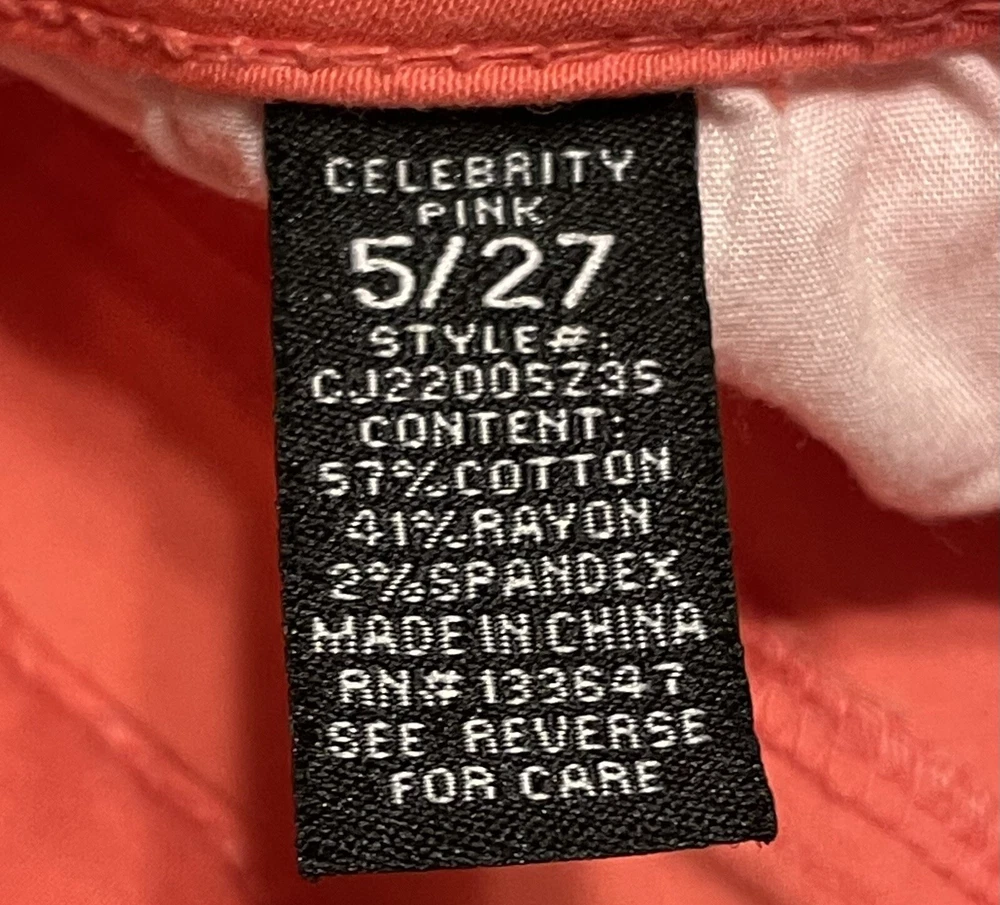 CELEBRITY
PINK
5/27
STYLE#:
CJ22005Z3S
CONTENT:
57%COTTON
41%RAYON
2%SPANDEX
MADE IN CHINA
RN#133647
SEE REVERSE
FOR CARE